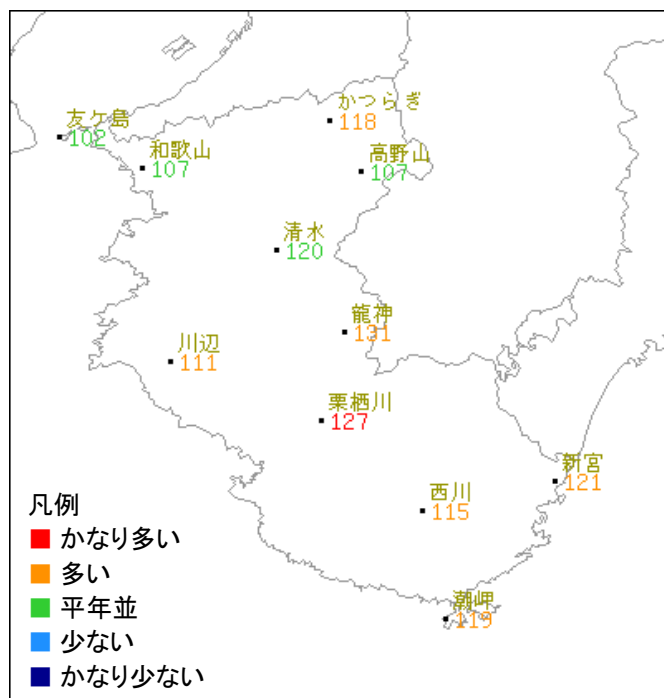 かつらぎ
118
友ケ島
102
和歌山
107
高野山
107
清水
120
龍神
131
川辺
111
栗栖川
127
新宮
121
西川
115
潮岬
119
凡例
かなり多い
多い
平年並
少ない
かなり少ない